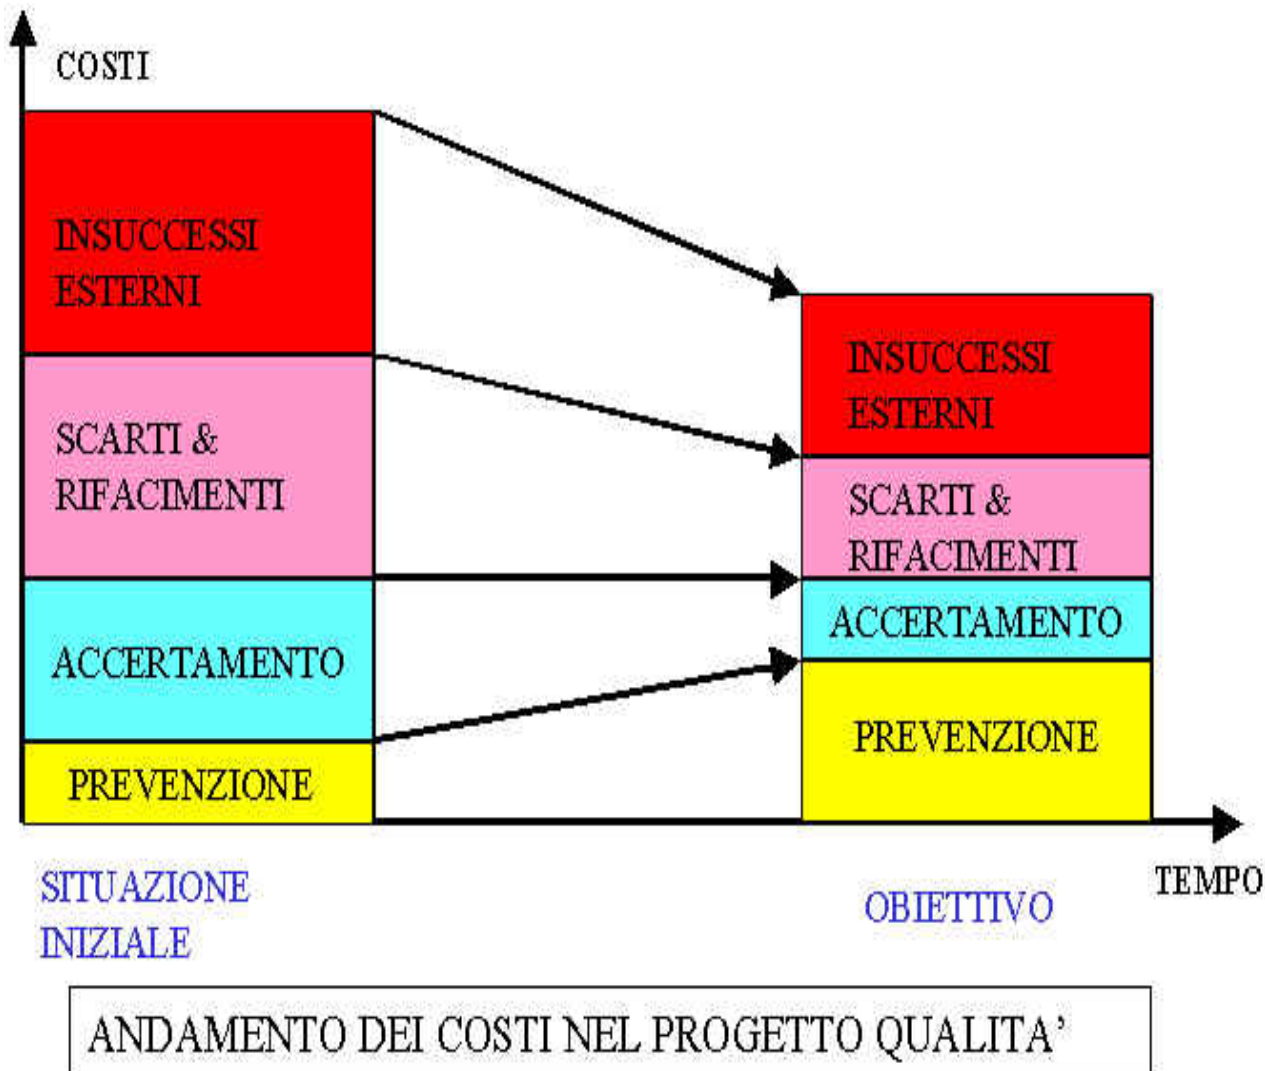 COSTI
INSUCCESSI
ESTERNI
SCARTI &
RIFACIMENTI
ACCERTAMENTO
PREVENZIONE
INSUCCESSI
ESTERNI
SCARTI &
RIFACIMENTI
ACCERTAMENTO
PREVENZIONE
TEMPO
SITUAZIONE
INIZIALE
OBIETTIVO
ANDAMENTO DEI COSTI NEL PROGETTO QUALITA’